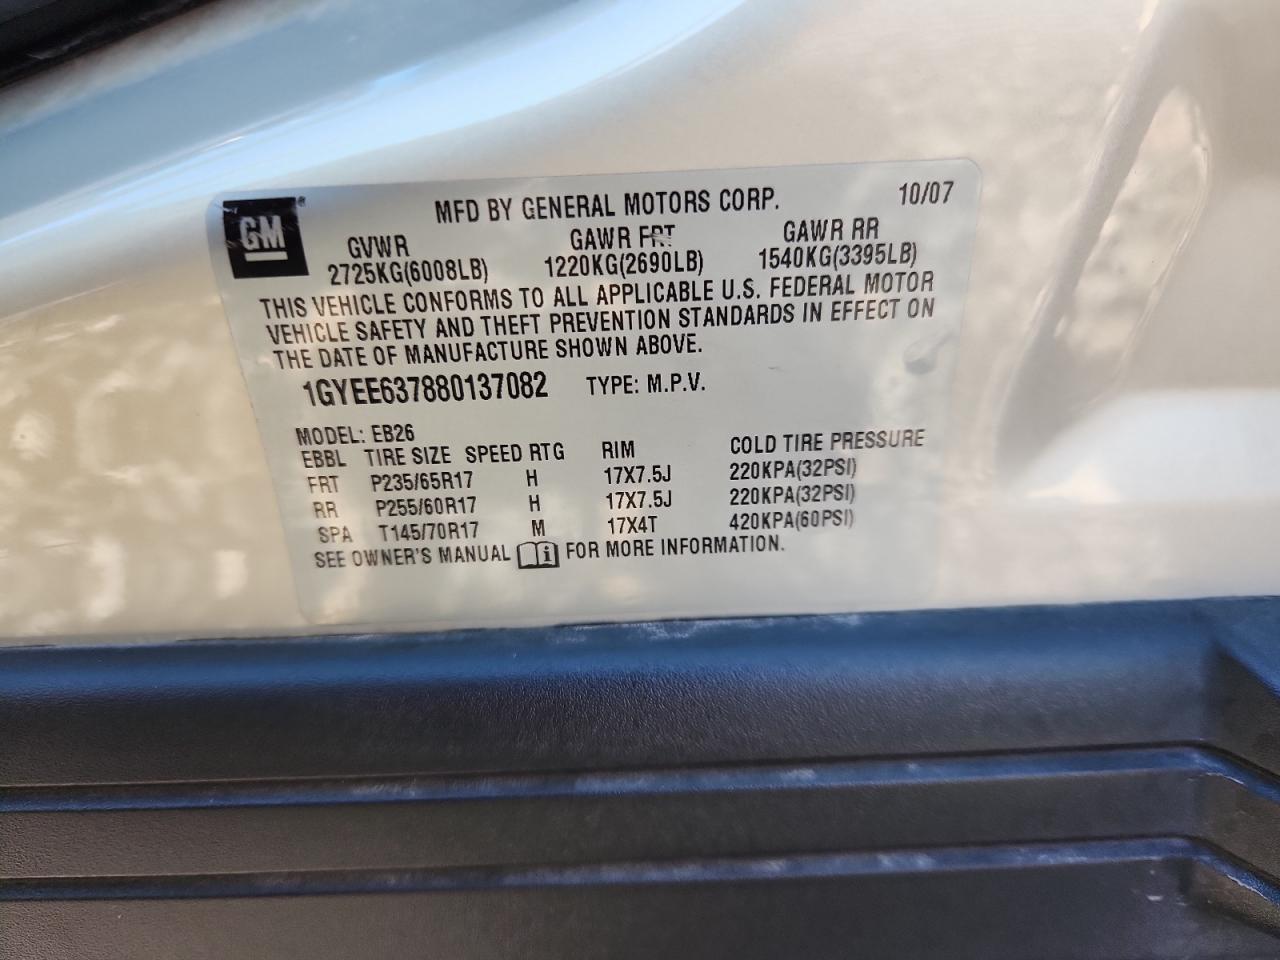 GM ®
MFD BY GENERAL MOTORS CORP. 10/07
GVWR GAWR FRT GAWR RR
2725KG(6008LB) 1220KG(2690LB) 1540KG(3395LB)
THIS VEHICLE CONFORMS TO ALL APPLICABLE U.S. FEDERAL MOTOR
VEHICLE SAFETY AND THEFT PREVENTION STANDARDS IN EFFECT ON
THE DATE OF MANUFACTURE SHOWN ABOVE.
1GYEE637880137082 TYPE: M.P.V.
MODEL: EB26
EBBL TIRE SIZE SPEED RTG RIM COLD TIRE PRESSURE
FRT P235/65R17 H 17X7.5J 220KPA(32PSI)
RR P255/60R17 H 17X7.5J 220KPA(32PSI)
SPA T145/70R17 M 17X4T 420KPA(60PSI)
SEE OWNER'S MANUAL i FOR MORE INFORMATION.